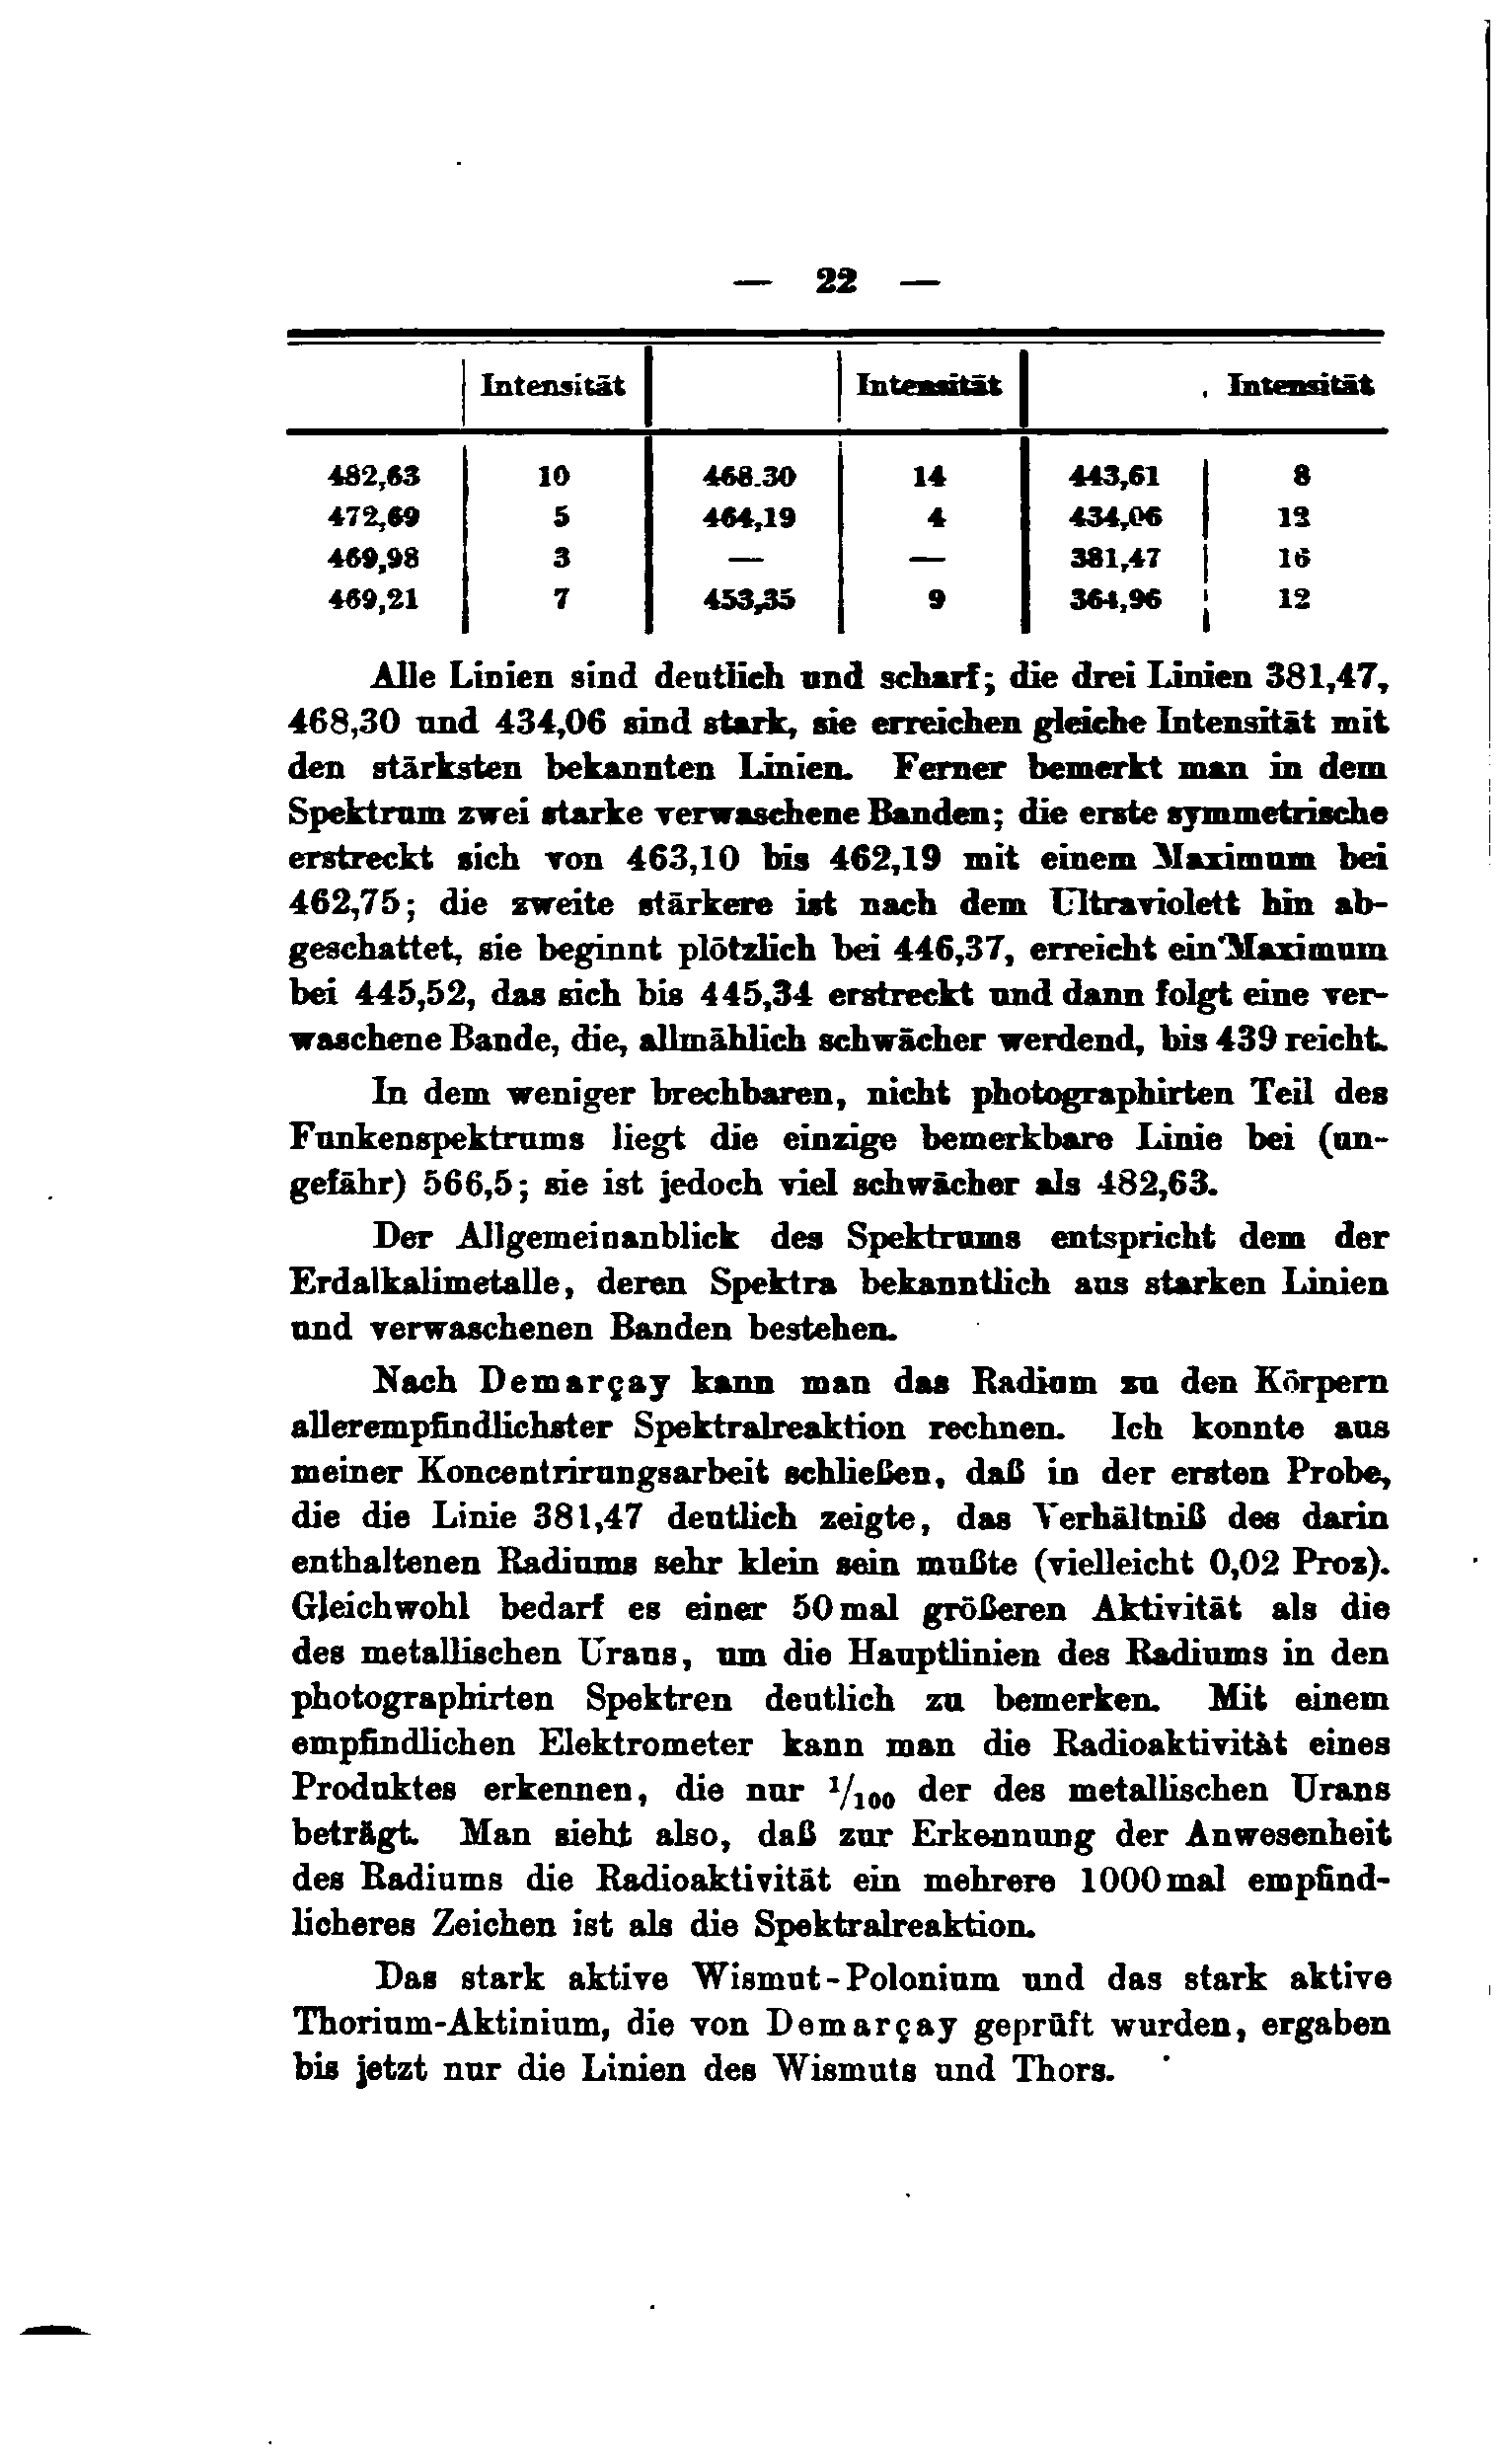 — 22 —
Intensität Intensität Intensität
482,63 10 468.30 14 443,61 8
472,69 5 464,19 4 434,06
469,98 3 — — 381,47 16
469,21 7 453,35 9 364,96 12
Alle Linien sind deutlich und scharf; die drei Linien 381,47,
468,30 und 434,06 sind stark, sie erreichen gleiche Intensität mit
den stärksten bekannten Linien. Ferner bemerkt man in dem
Spektrum zwei starke verwaschene Banden; die erste symmetrische
erstreckt sich von 463,10 bis 462,19 mit einem Maximum bei
462,75; die zweite stärkere ist nach dem Ultraviolett hin ab-
geschattet, sie beginnt plötzlich bei 446,37, erreicht ein Maximum
bei 445,52, das sich bis 445,34 erstreckt und dann folgt eine ver-
waschene Bande, die, allmählich schwächer werdend, bis 439 reicht.
In dem weniger brechbaren, nicht photographirten Teil des
Funkenspektrums liegt die einzige bemerkbare Linie bei (un-
gefähr) 566,5; sie ist jedoch viel schwächer als 482,63.
Der Allgemeinanblick des Spektrums entspricht dem der
Erdalkalimetalle, deren Spektra bekanntlich aus starken Linien
und verwaschenen Banden bestehen.
Nach Demarçay kann man das Radium zu den Körpern
allerempfindlichster Spektralreaktion rechnen. Ich konnte aus
meiner Koncentrirungsarbeit schließen, daß in der ersten Probe,
die die Linie 381,47 deutlich zeigte, das Verhältniß des darin
enthaltenen Radiums sehr klein sein mußte (vielleicht 0,02 Proz).
Gleichwohl bedarf es einer 50mal größeren Aktivität als die
des metallischen Urans, um die Hauptlinien des Radiums in den
photographirten Spektren deutlich zu bemerken. Mit einem
empfindlichen Elektrometer kann man die Radioaktivität eines
Produktes erkennen, die nur 1/100 der des metallischen Urans
beträgt. Man sieht also, daß zur Erkennung der Anwesenheit
des Radiums die Radioaktivität ein mehrere 1000mal empfind-
licheres Zeichen ist als die Spektralreaktion.
Das stark aktive Wismut-Polonium und das stark aktive
Thorium-Aktinium, die von Demarçay geprüft wurden, ergaben
bis jetzt nur die Linien des Wismuts und Thors.